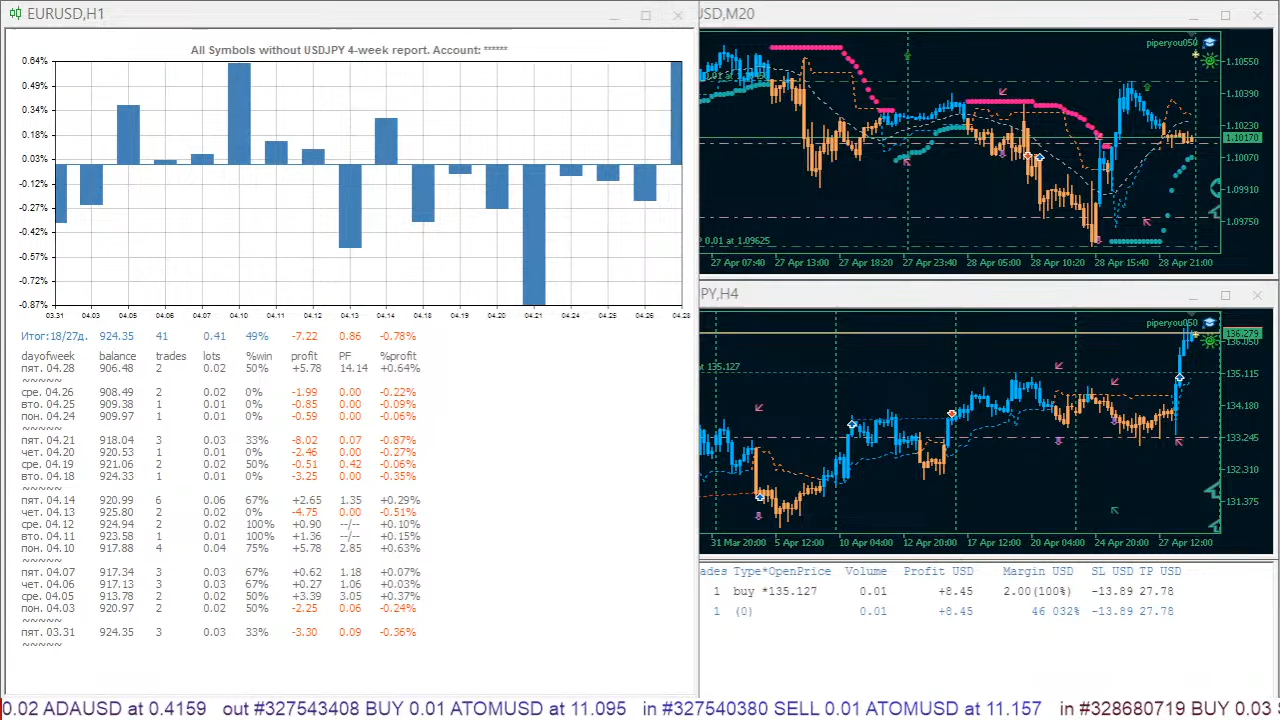 EURUSD,H1
All Symbols without USDJPY 4-week report. Account: ******
0.64%
0.49%
0.34%
0.18%
0.03%
-0.12%
-0.27%
-0.42%
-0.57%
-0.72%
%
03.31 04.03 04.05 04.06 04.07 04.10 04.11 04.12 04.13 04.14 04.18 04.19 04.20 04.21 04.24 04.25 04.26 04.28
Итог:18/27д. 924.35 41 0.41 49% -7.22 0.86 -0.78%
dayofweek balance trades lots %win profit PF %profit
пят. 04.28 906.48 2 0.02 50% +5.78 14.14 +0.64%
~~~~~
сре. 04.26 908.49 2 0.02 0% -1.99 0.00 -0.22%
вто. 04.25 909.38 1 0.01 0% -0.85 0.00 -0.09%
пон. 04.24 909.97 1 0.01 0% -0.59 0.00 -0.06%
~~~~~
пят. 04.21 918.04 3 0.03 33% -8.02 0.07 -0.87%
чет. 04.20 920.53 1 0.01 0% -2.46 0.00 -0.27%
сре. 04.19 921.06 2 0.02 50% -0.51 0.42 -0.06%
вто. 04.18 924.33 1 0.01 0% -3.25 0.00 -0.35%
~~~~~
пят. 04.14 6 0.06 67% +2.65 1.35 +0.29%
чет. 04.13 925.89 2 0.02 0% -4.75 0.00 -0.51%
сре. 04.12 924.98 2 0.02 100% +0.90 --/-- +0.10%
вто. 04.11 923.58 1 0.01 100% +1.36 --/-- +0.15%
пон. 04.10 917.88 4 0.04 75% +5.78 2.85 +0.63%
~~~~~
пят. 04.07 917.34 3 0.03 67% +0.62 1.18 +0.07%
чет. 04.06 917.13 3 0.03 67% +0.27 1.06 +0.03%
сре. 04.05 913.78 2 0.02 50% +3.39 3.05 +0.37%
пон. 04.03 920.97 2 0.02 50% -2.25 0.06 -0.24%
~~~~~
пят. 03.31 924.35 3 0.03 33% -3.30 0.09 -0.36%
~~~~~
USD,M20
piperyou050
1.10550
1.10390
1.10230
1.10170
1.10070
1.09910
1.09750
P 0.01 at 1.09625
27 Apr 07:40 27 Apr 13:00 27 Apr 18:20 27 Apr 23:40 28 Apr 05:00 28 Apr 10:20 28 Apr 15:40 28 Apr 21:00
PY,H4
piperyou050
136.279
136.050
135.115
134.180
133.245
132.310
131.375
at 135.127
31 Mar 20:00 5 Apr 12:00 10 Apr 04:00 12 Apr 20:00 17 Apr 12:00 20 Apr 04:00 24 Apr 20:00 27 Apr 12:00
ades Type*OpenPrice Volume Profit USD Margin USD SL USD TP USD
1 buy *135.127 0.01 +8.45 2.00(100%) -13.89 27.78
1 (0) 0.01 +8.45 46 032% -13.89 27.78
0.02 ADAUSD at 0.4159 out #327543408 BUY 0.01 ATOMUSD at 11.095 in #327540380 SELL 0.01 ATOMUSD at 11.157 in #328680719 BUY 0.03